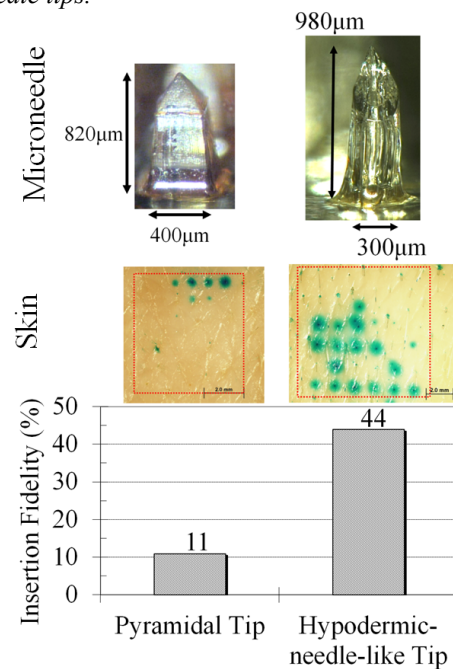 needle tips.
980μm
Microneedle
820μm
400μm
300μm
Skin
2.0 mm
2.0 mm
Insertion Fidelity (%)
50
40
30
20
10
0
11
44
Pyramidal Tip
Hypodermic-
needle-like Tip